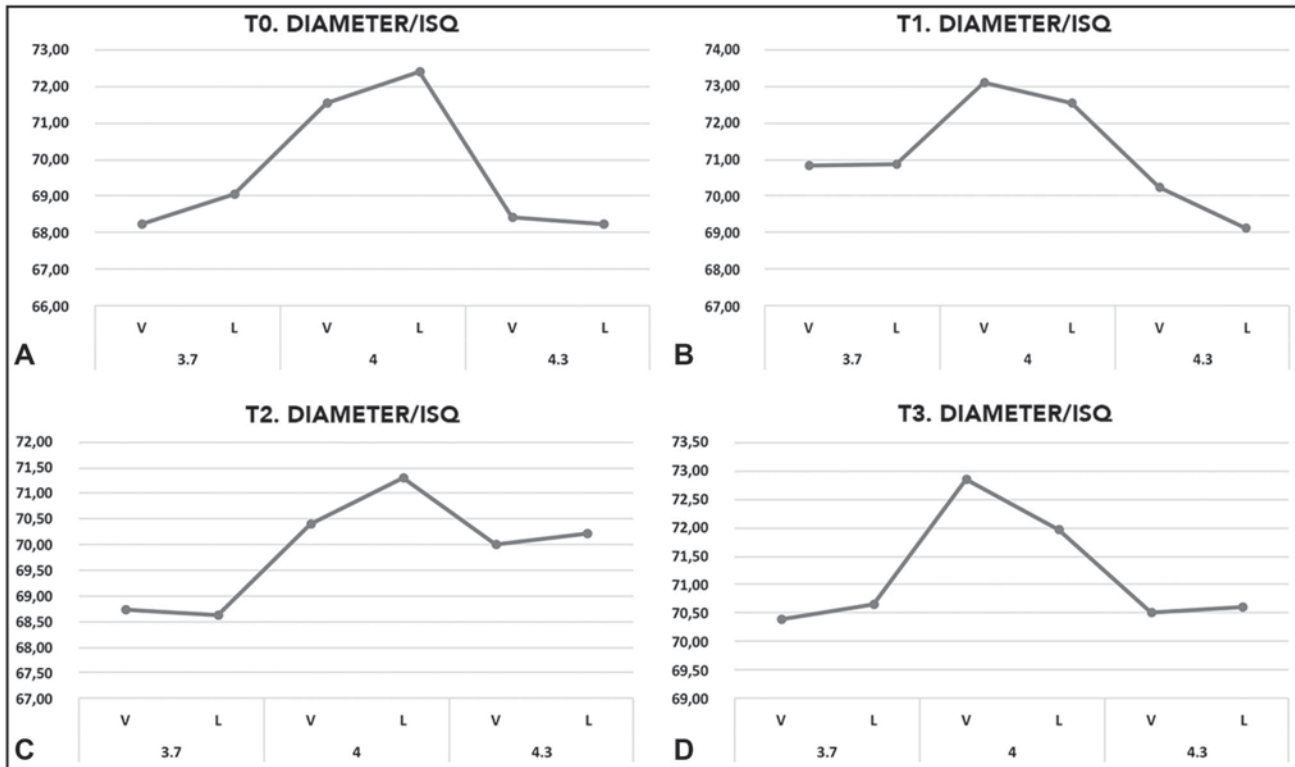 T0. DIAMETER/ISQ
73,00
72,00
71,00
70,00
69,00
68,00
67,00
66,00
V L V L V L
3.7 4 4.3
A
T1. DIAMETER/ISQ
74,00
73,00
72,00
71,00
70,00
69,00
68,00
67,00
V L V L V L
3.7 4 4.3
B
T2. DIAMETER/ISQ
72,00
71,50
71,00
70,50
70,00
69,50
69,00
68,50
68,00
67,50
67,00
V L V L V L
3.7 4 4.3
C
T3. DIAMETER/ISQ
73,50
73,00
72,50
72,00
71,50
71,00
70,50
70,00
69,50
69,00
V L V L V L
3.7 4 4.3
D